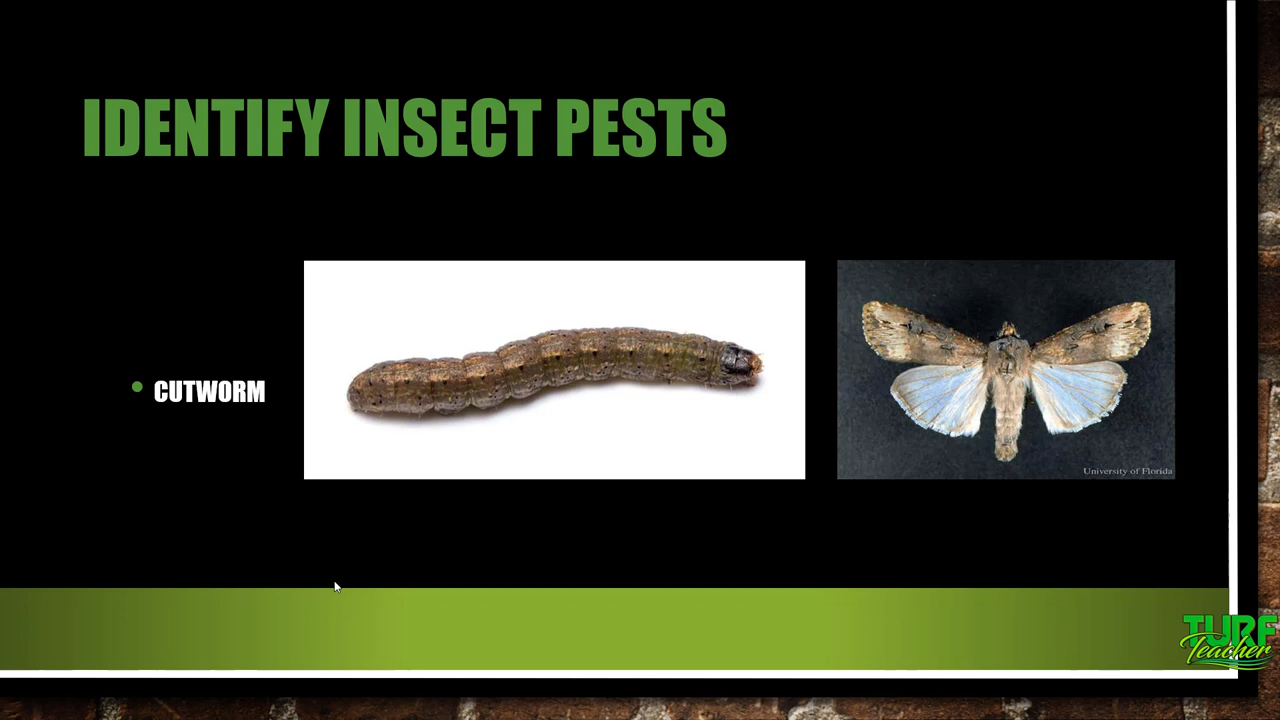 IDENTIFY INSECT PESTS
CUTWORM
University of Florida
TURF
Teacher